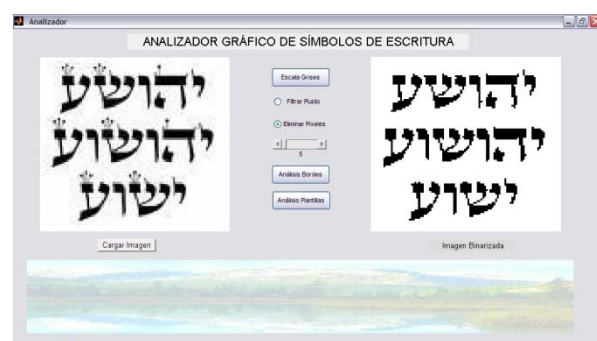 Analizador
ANALIZADOR GRÁFICO DE SÍMBOLOS DE ESCRITURA
יהושע
יהושוע
ישוע
Escala Grises
Filtrar Ruido
Eliminar Pixeles
5
Análisis Bordes
Análisis Plantillas
יהושע
יהושוע
ישוע
Cargar Imagen
Imagen Binarizada